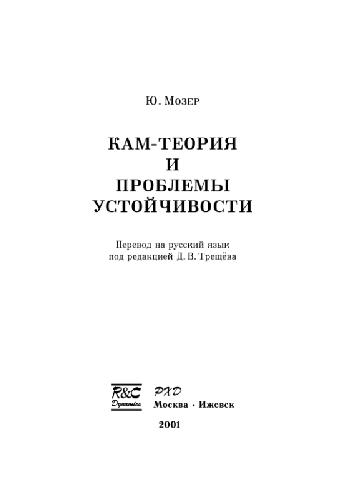 Ю. Мозер
КАМ-ТЕОРИЯ
И
ПРОБЛЕМЫ
УСТОЙЧИВОСТИ
Перевод на русский язык
под редакцией Д. В. Трещёва
R&C
Dynamics
РХД
Москва · Ижевск
2001